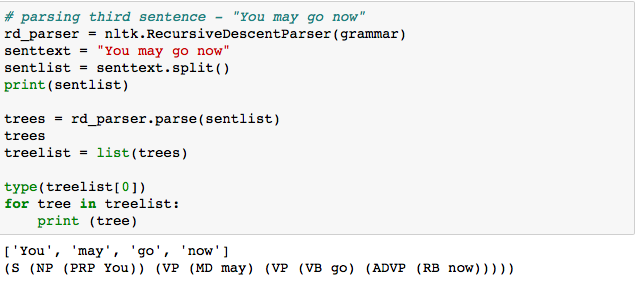 # parsing third sentence - "You may go now"
rd_parser = nltk.RecursiveDescentParser(grammar)
senttext = "You may go now"
sentlist = senttext.split()
print(sentlist)
trees = rd_parser.parse(sentlist)
trees
treelist = list(trees)
type(treelist[0])
for tree in treelist:
    print (tree)
['You', 'may', 'go', 'now']
(S (NP (PRP You)) (VP (MD may) (VP (VB go) (ADVP (RB now)))))